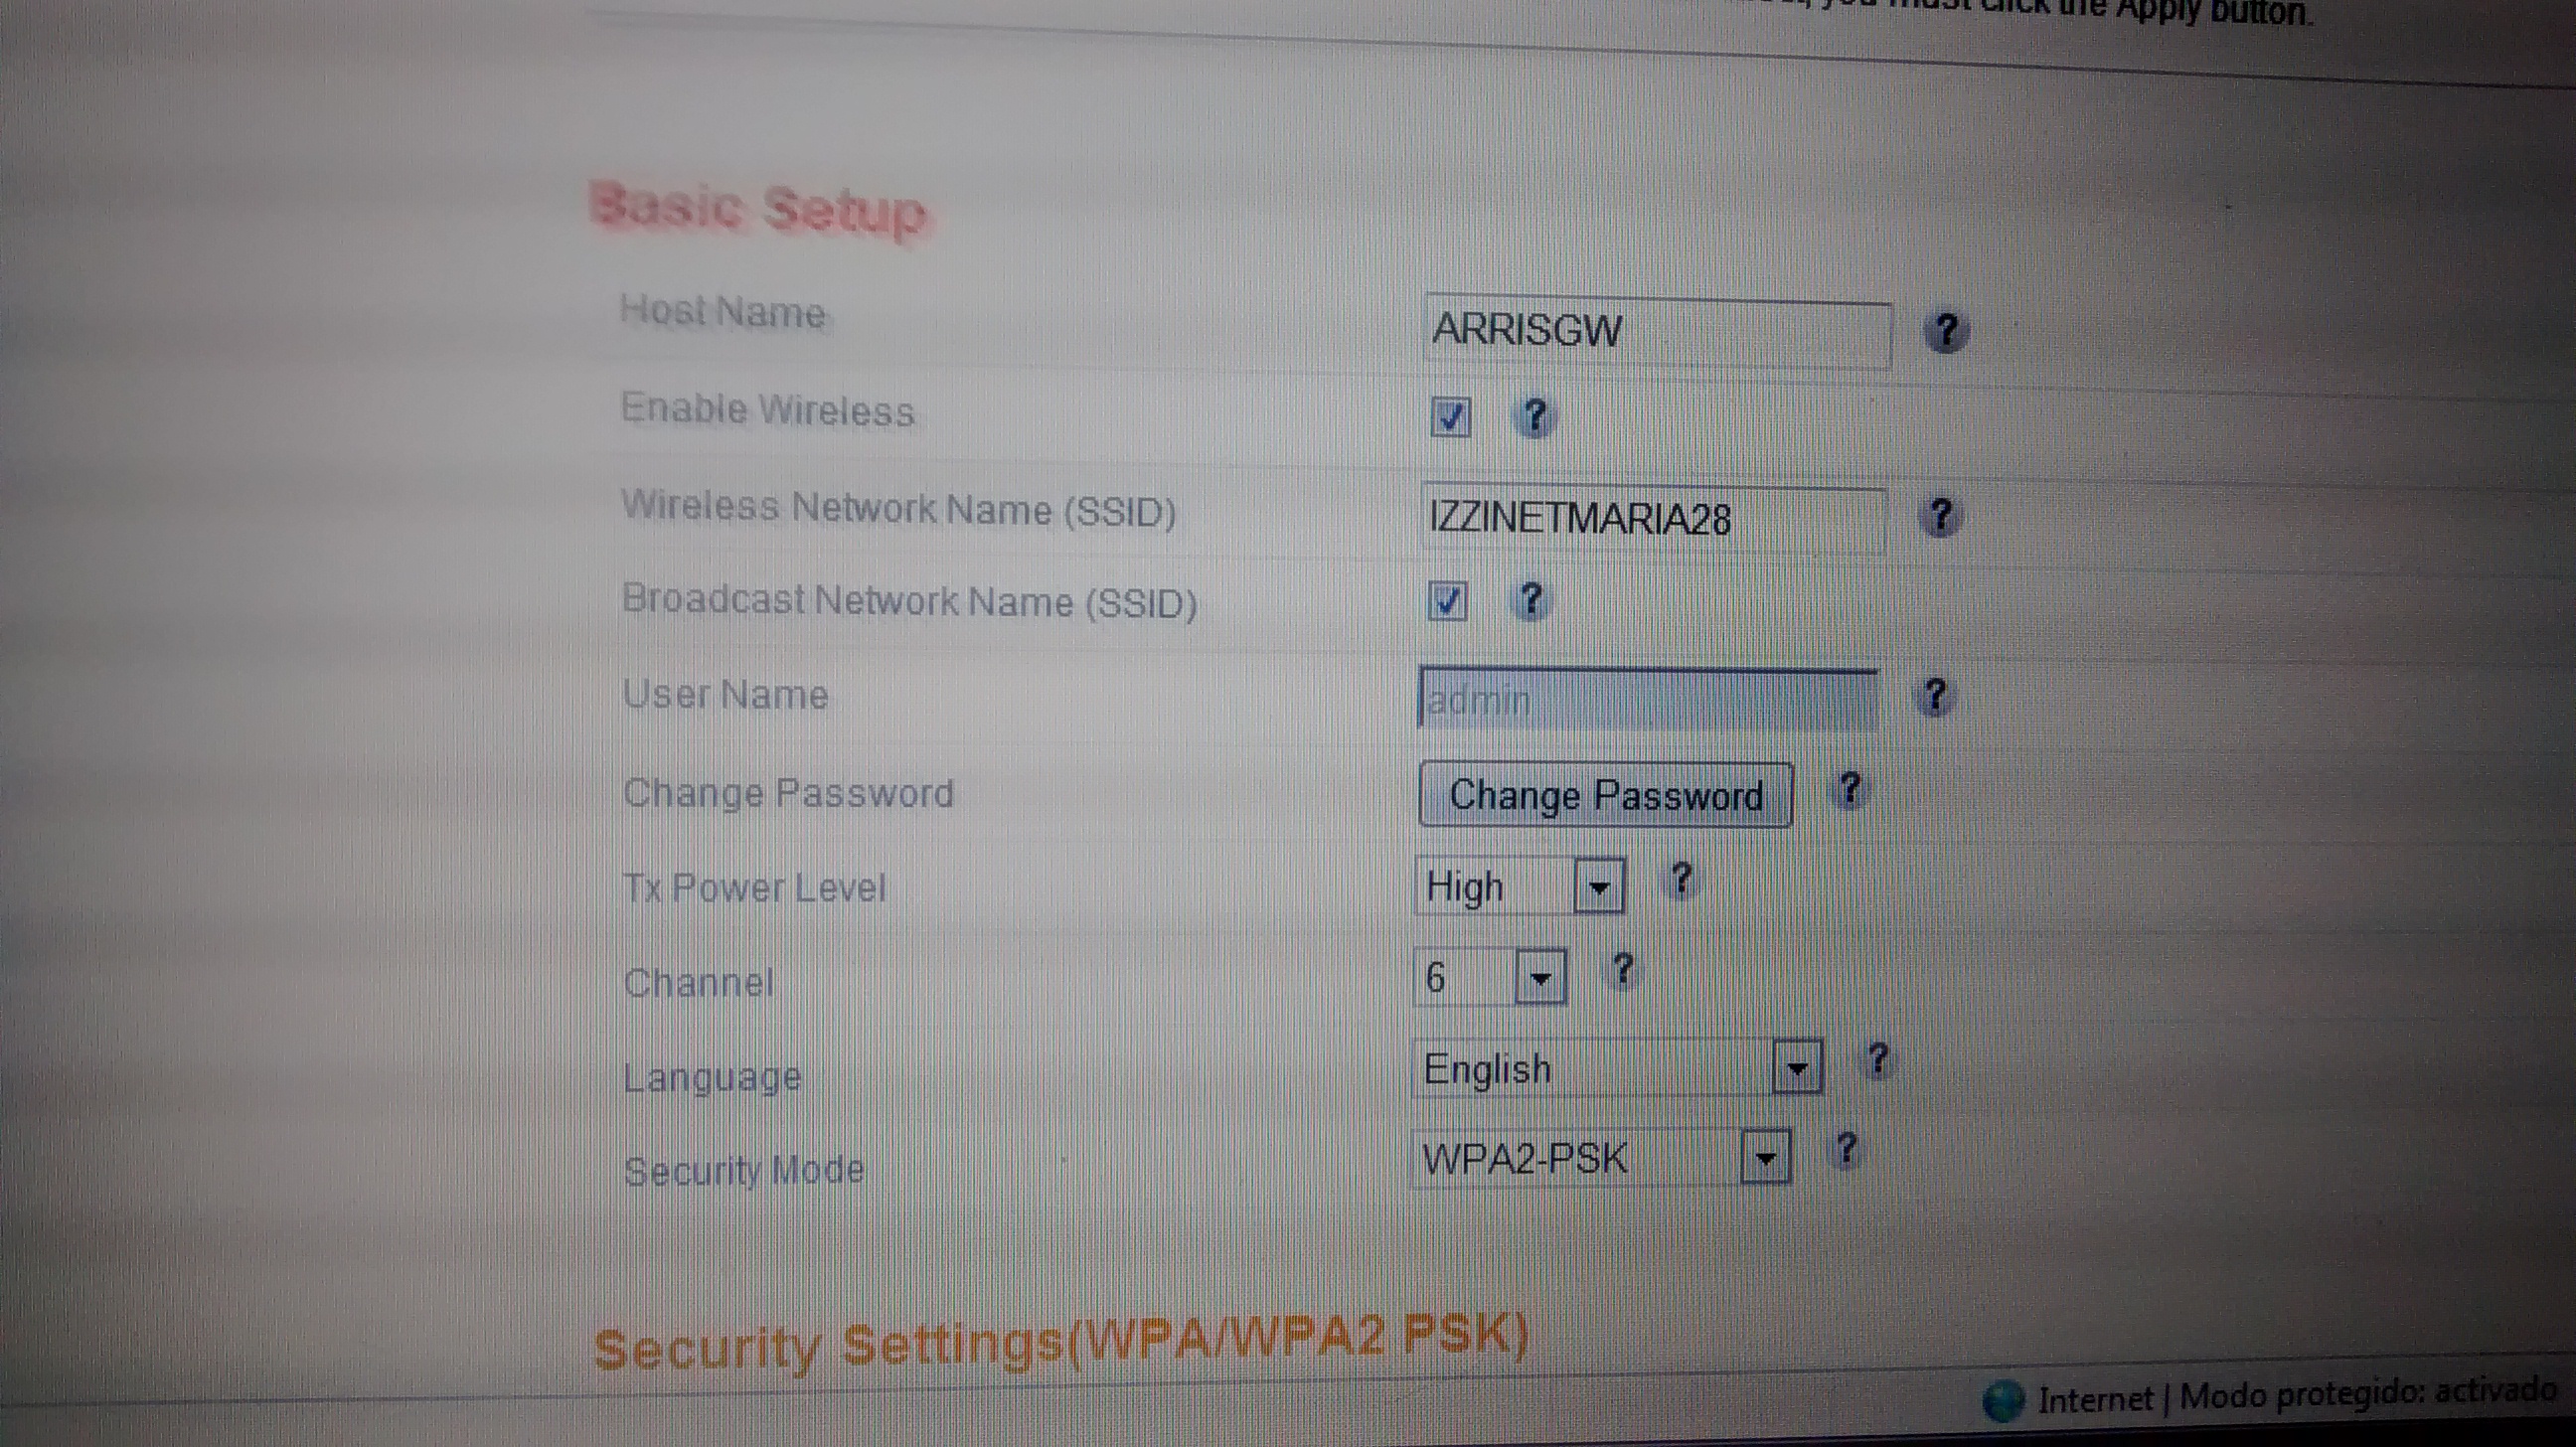 you must click the Apply button.
Basic Setup
Host Name ARRISGW ?
Enable Wireless ?
Wireless Network Name (SSID) IZZINETMARIA28 ?
Broadcast Network Name (SSID) ?
User Name admin ?
Change Password Change Password ?
Tx Power Level High ?
Channel 6 ?
Language English ?
Security Mode WPA2-PSK ?
Security Settings(WPA/WPA2 PSK)
Internet | Modo protegido: activado